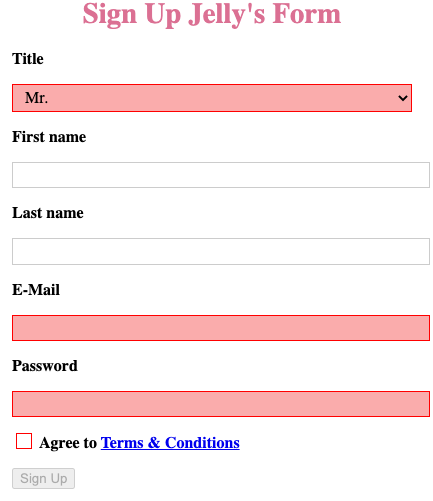 Sign Up Jelly's Form
Title
Mr.
First name
Last name
E-Mail
Password
Agree to Terms & Conditions
Sign Up